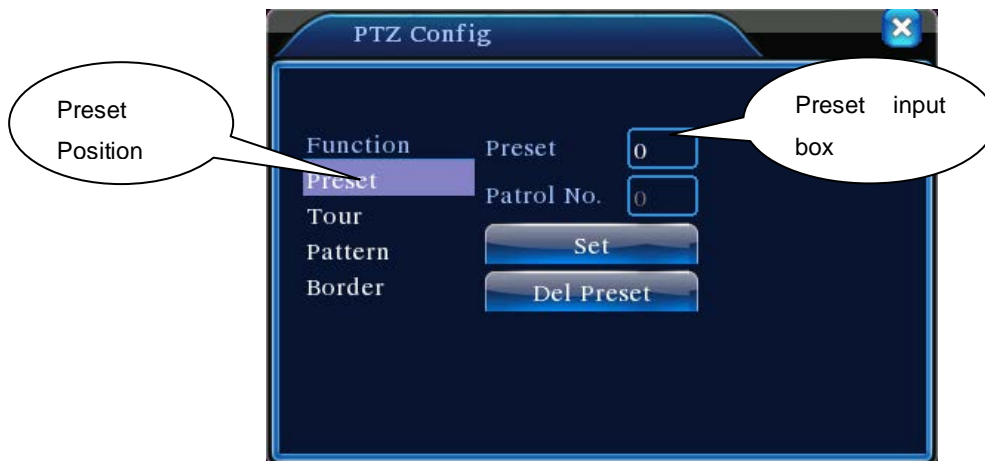 PTZ Config
Preset
Position
Preset input
box
Function
Preset
Tour
Pattern
Border
Preset
0
Patrol No.
0
Set
Del Preset